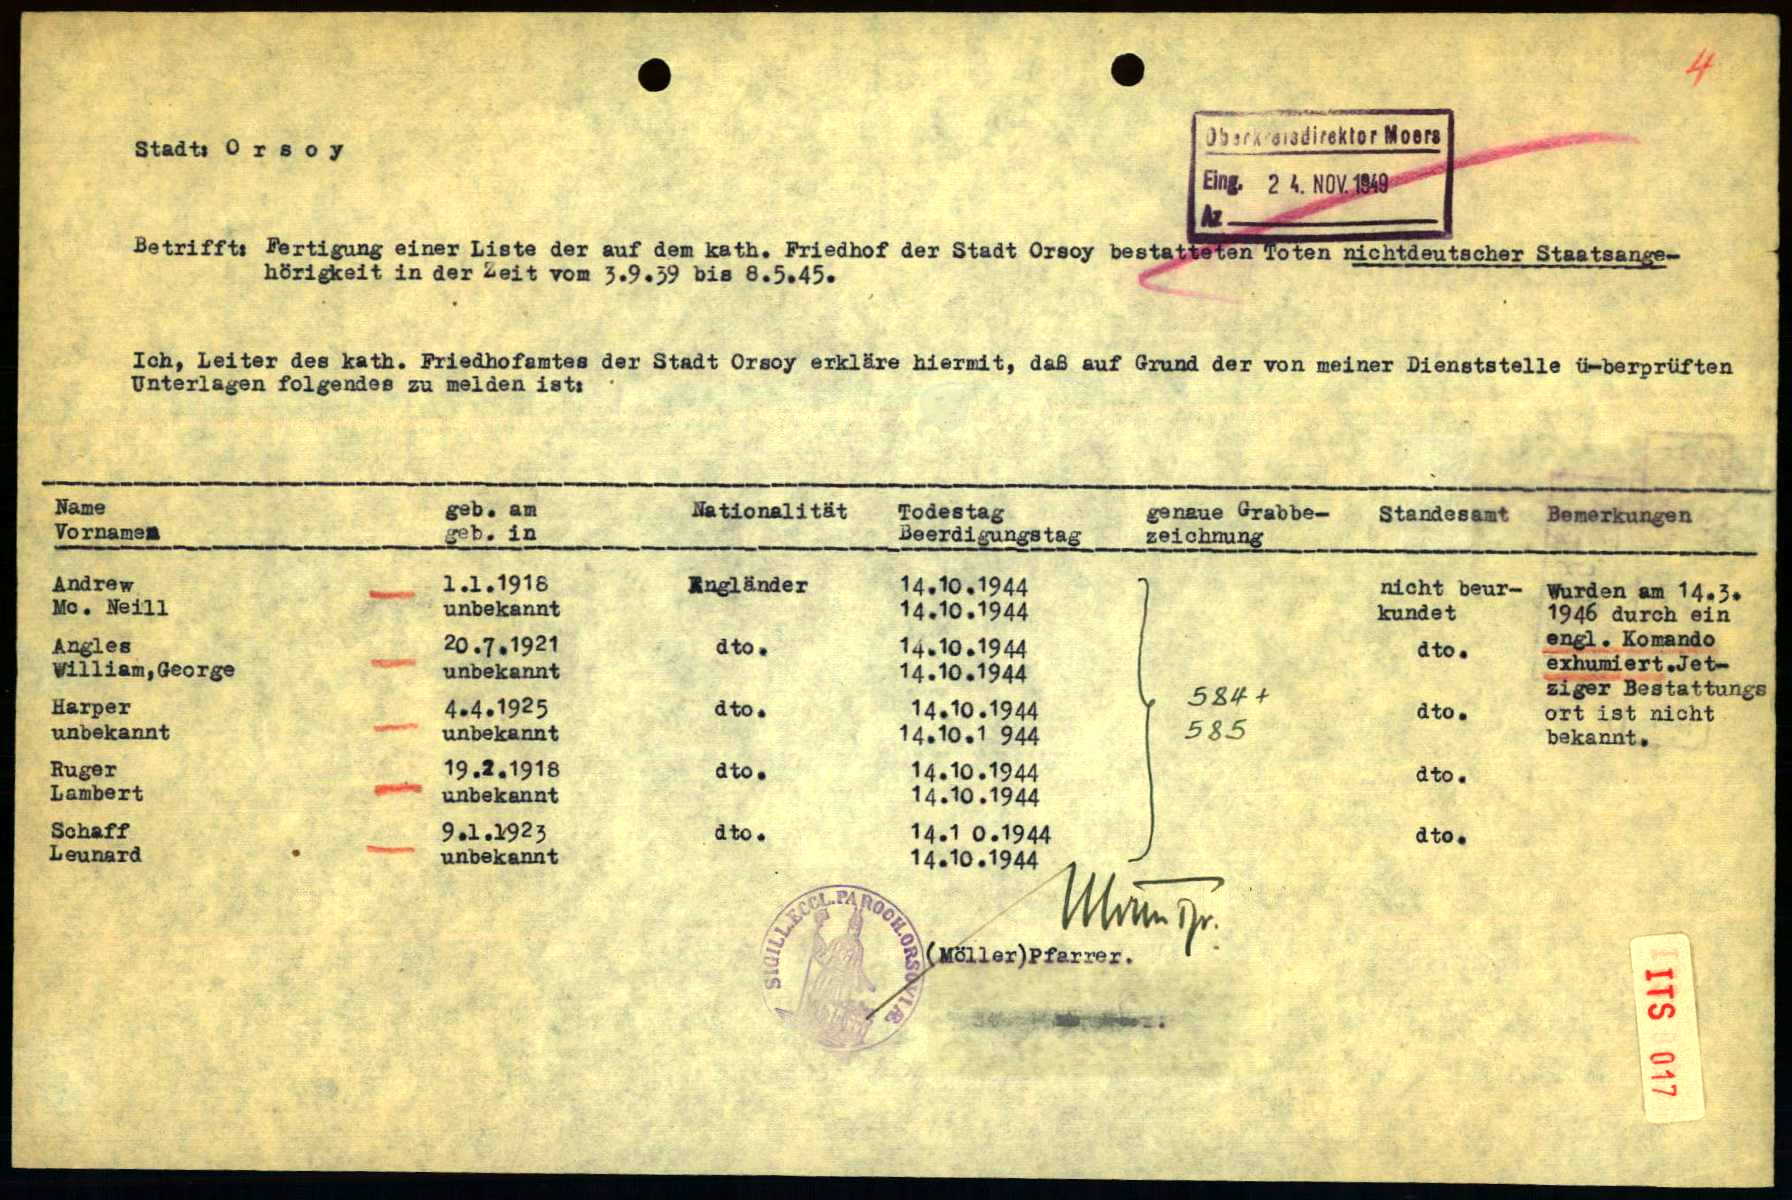 4
Stadt: O r s o y
Oberkreisdirektor Moers
Eing. 2 4. NOV. 1949
Az
Betrifft: Fertigung einer Liste der auf dem kath. Friedhof der Stadt Orsoy bestatteten Toten nichtdeutscher Staatsange-
hörigkeit in der Zeit vom 3.9.39 bis 8.5.45.
Ich, Leiter des kath. Friedhofamtes der Stadt Orsoy erkläre hiermit, daß auf Grund der von meiner Dienststelle ü-berprüften
Unterlagen folgendes zu melden ist:
Name geb. am Nationalität Todestag genaue Grabbe- Standesamt Bemerkungen
Vornamen geb. in Beerdigungstag zeichnung
Andrew 1.1.1918 Engländer 14.10.1944 nicht beur- Wurden am 14.3.
Mc. Neill unbekannt 14.10.1944 kundet 1946 durch ein
Angles 20.7.1921 dto. 14.10.1944 dto. engl. Komando
William,George unbekannt 14.10.1944 exhumiert.Jet-
584 + ziger Bestattungs
Harper 4.4.1925 dto. 14.10.1944 dto. ort ist nicht
unbekannt unbekannt 14.10.1 944 585 bekannt.
Ruger 19.2.1918 dto. 14.10.1944 dto.
Lambert unbekannt 14.10.1944
Schaff 9.1.1923 dto. 14.1 0.1944 dto.
Leunard unbekannt 14.10.1944
SIGILL.ECCL.PAROCH.ORSOVIÆ
(Möller)Pfarrer.
ITS 017